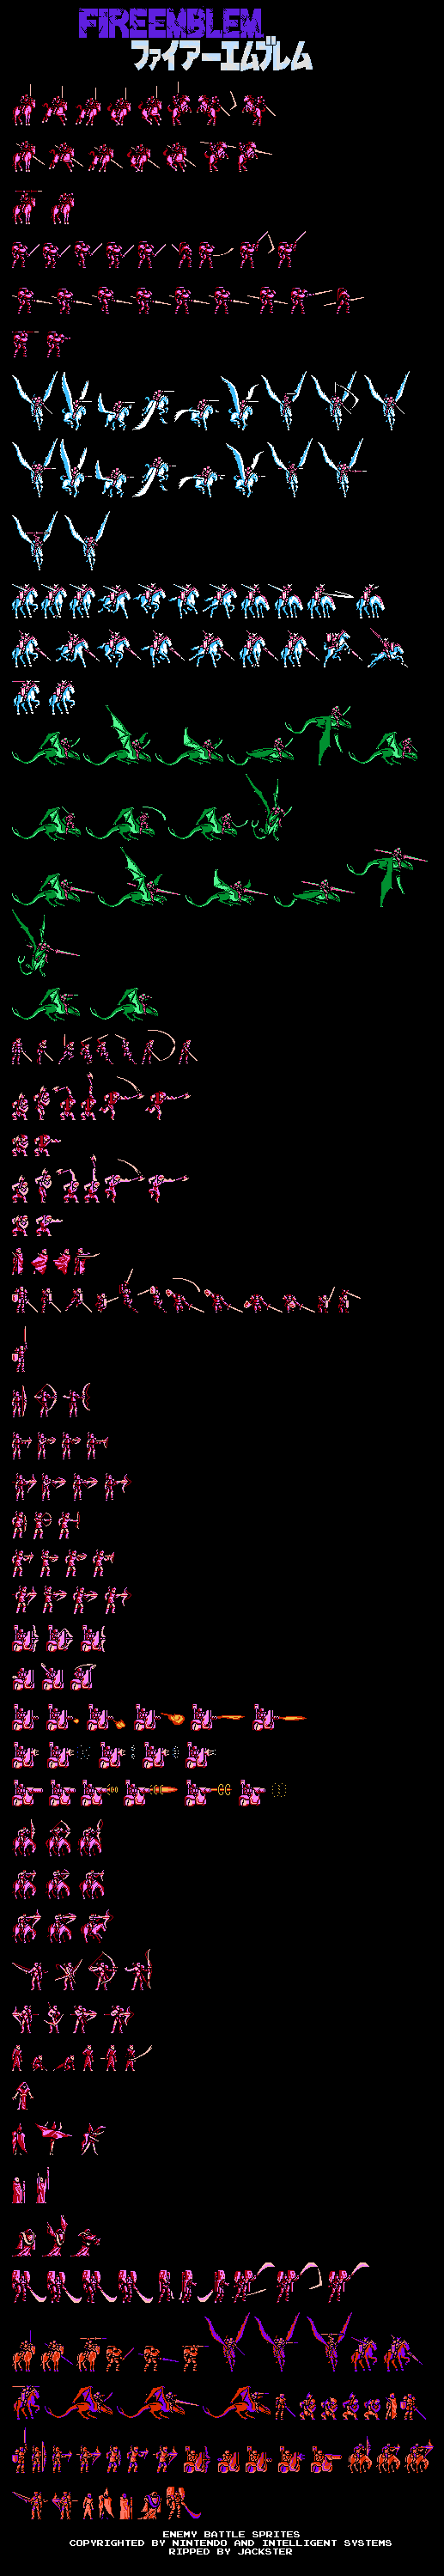 FIREEMBLEM
ファイアーエムブレム
ENEMY BATTLE SPRITES
COPYRIGHTED BY NINTENDO AND INTELLIGENT SYSTEMS
RIPPED BY JACKSTER